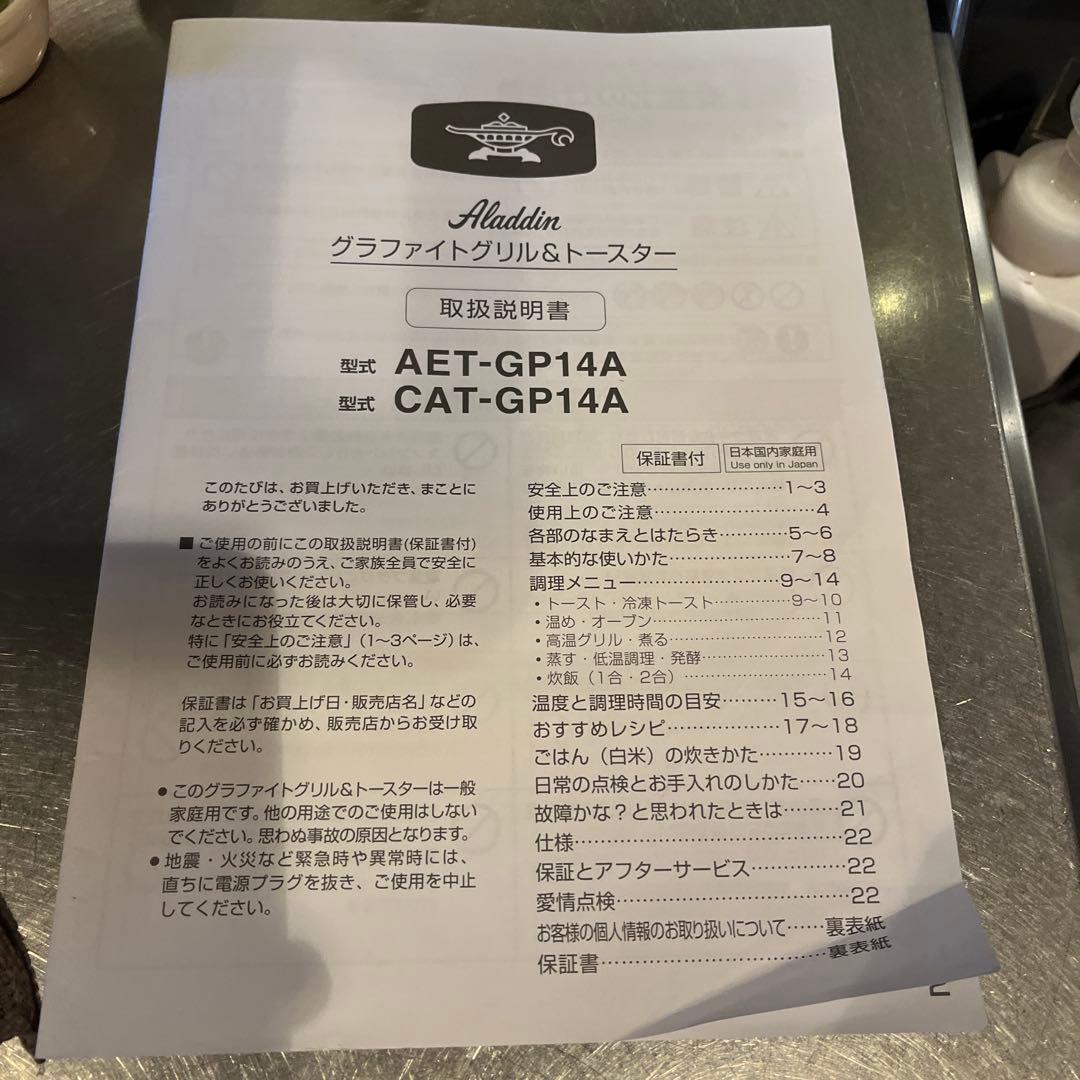 Aladdin
グラファイトグリル&トースター
取扱説明書
型式 AET-GP14A
型式 CAT-GP14A
保証書付
日本国内家庭用
Use only in Japan
このたびは、お買上げいただき、まことに
ありがとうございました。
■ ご使用の前にこの取扱説明書(保証書付)
をよくお読みのうえ、ご家族全員で安全に
正しくお使いください。
お読みになった後は大切に保管し、必要
なときにお役立てください。
特に「安全上のご注意」(1〜3ページ)は、
ご使用前に必ずお読みください。
保証書は「お買上げ日・販売店名」などの
記入を必ず確かめ、販売店からお受け取
りください。
●このグラファイトグリル&トースターは一般
家庭用です。他の用途でのご使用はしない
でください。思わぬ事故の原因となります。
●地震・火災など緊急時や異常時には、
直ちに電源プラグを抜き、ご使用を中止
してください。
安全上のご注意……………………1〜3
使用上のご注意………………………4
各部のなまえとはたらき…………5〜6
基本的な使いかた…………………7〜8
調理メニュー……………………9〜14
・トースト・冷凍トースト……………9〜10
・温め・オーブン…………………………11
・高温グリル・煮る………………………12
・蒸す・低温調理・発酵…………………13
・炊飯(1合・2合)………………………14
温度と調理時間の目安………15〜16
おすすめレシピ………………17〜18
ごはん(白米)の炊きかた…………19
日常の点検とお手入れのしかた……20
故障かな?と思われたときは………21
仕様……………………………………22
保証とアフターサービス……………22
愛情点検………………………………22
お客様の個人情報のお取り扱いについて……裏表紙
保証書………………………………裏表紙
2